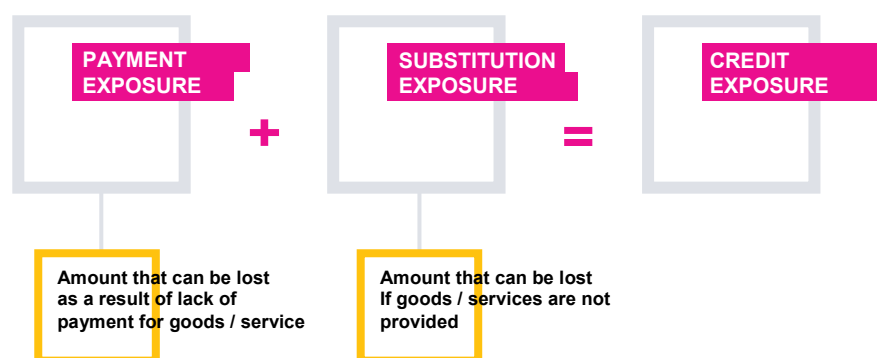 PAYMENT
EXPOSURE
+
SUBSTITUTION
EXPOSURE
=
CREDIT
EXPOSURE
Amount that can be lost
as a result of lack of
payment for goods / service
Amount that can be lost
If goods / services are not
provided